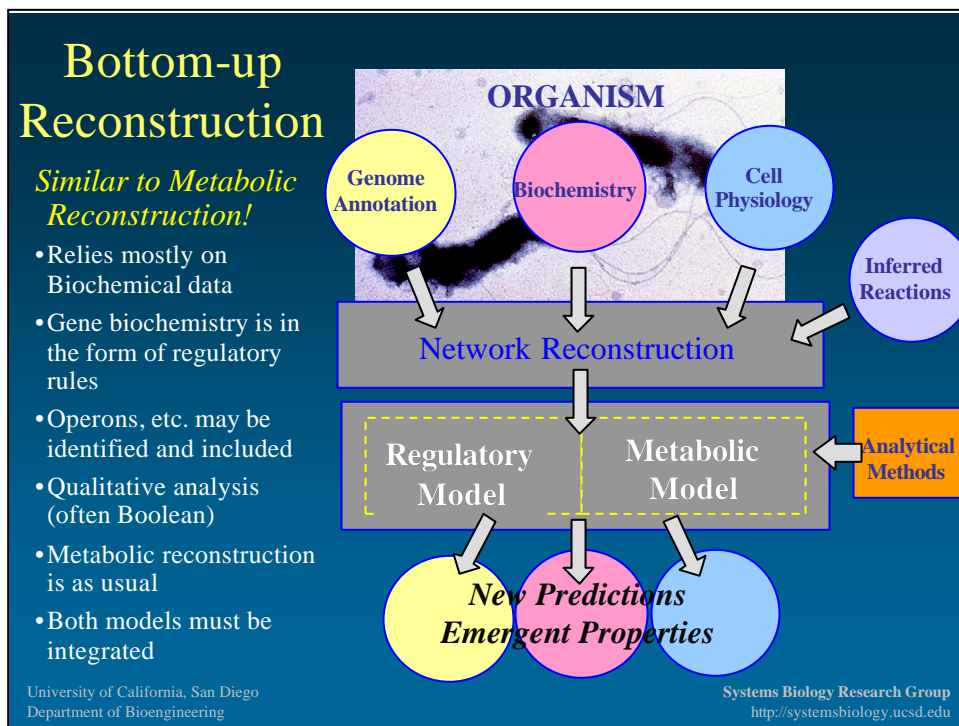 Bottom-up
Reconstruction
Similar to Metabolic
Reconstruction!
•Relies mostly on
Biochemical data
•Gene biochemistry is in
the form of regulatory
rules
•Operons, etc. may be
identified and included
•Qualitative analysis
(often Boolean)
•Metabolic reconstruction
is as usual
•Both models must be
integrated
ORGANISM
Genome
Annotation
Biochemistry
Cell
Physiology
Inferred
Reactions
Network Reconstruction
Regulatory
Model
Metabolic
Model
Analytical
Methods
New Predictions
Emergent Properties
University of California, San Diego
Department of Bioengineering
Systems Biology Research Group
http://systemsbiology.ucsd.edu